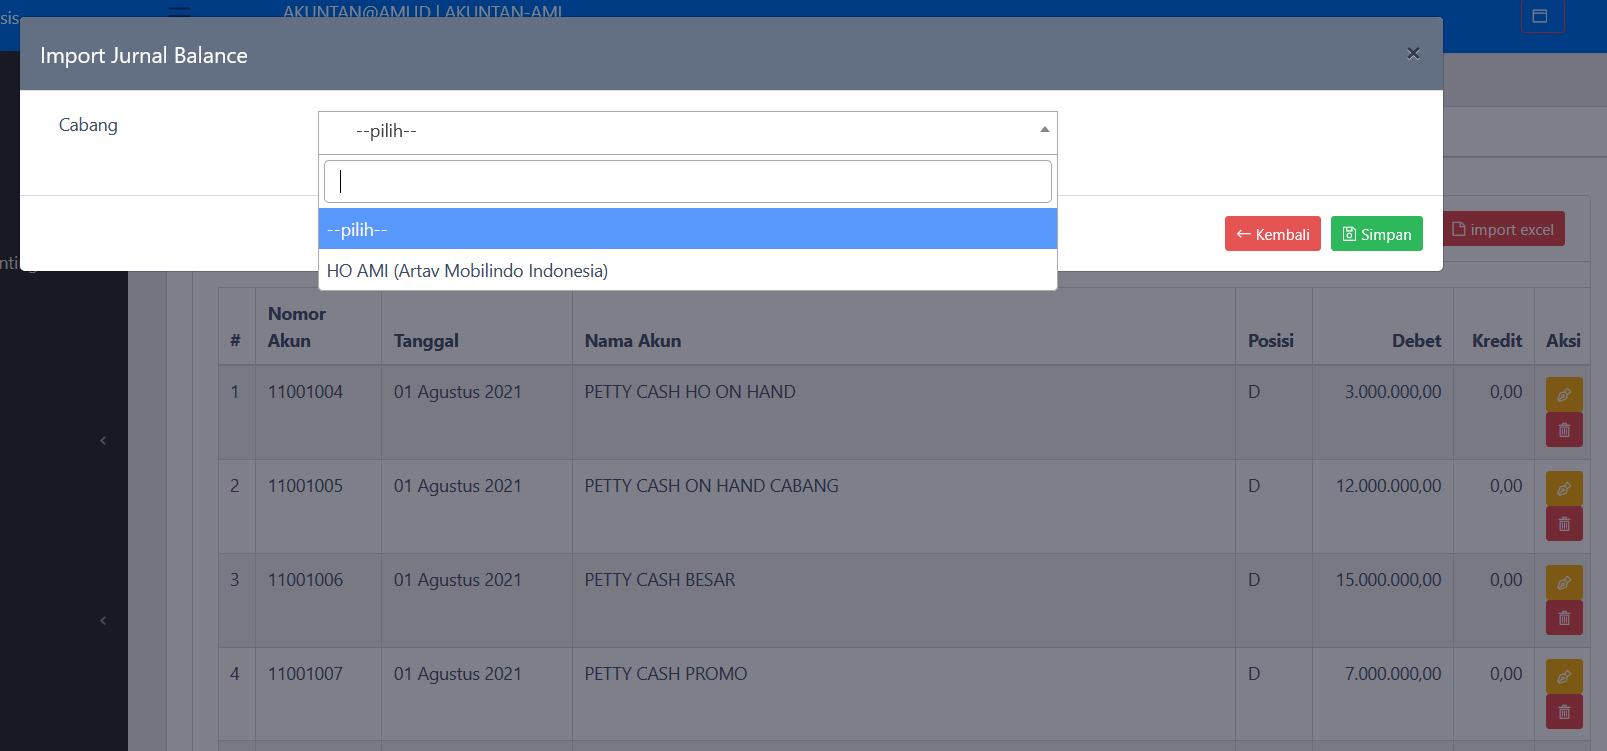 sis
AKUNTAN@AMI.ID | AKUNTAN-AMI
Import Jurnal Balance
×
Cabang
--pilih--
--pilih--
HO AMI (Artav Mobilindo Indonesia)
← Kembali
Simpan
import excel
# Nomor Akun Tanggal Nama Akun Posisi Debet Kredit Aksi
1 11001004 01 Agustus 2021 PETTY CASH HO ON HAND D 3.000.000,00 0,00
2 11001005 01 Agustus 2021 PETTY CASH ON HAND CABANG D 12.000.000,00 0,00
3 11001006 01 Agustus 2021 PETTY CASH BESAR D 15.000.000,00 0,00
4 11001007 01 Agustus 2021 PETTY CASH PROMO D 7.000.000,00 0,00